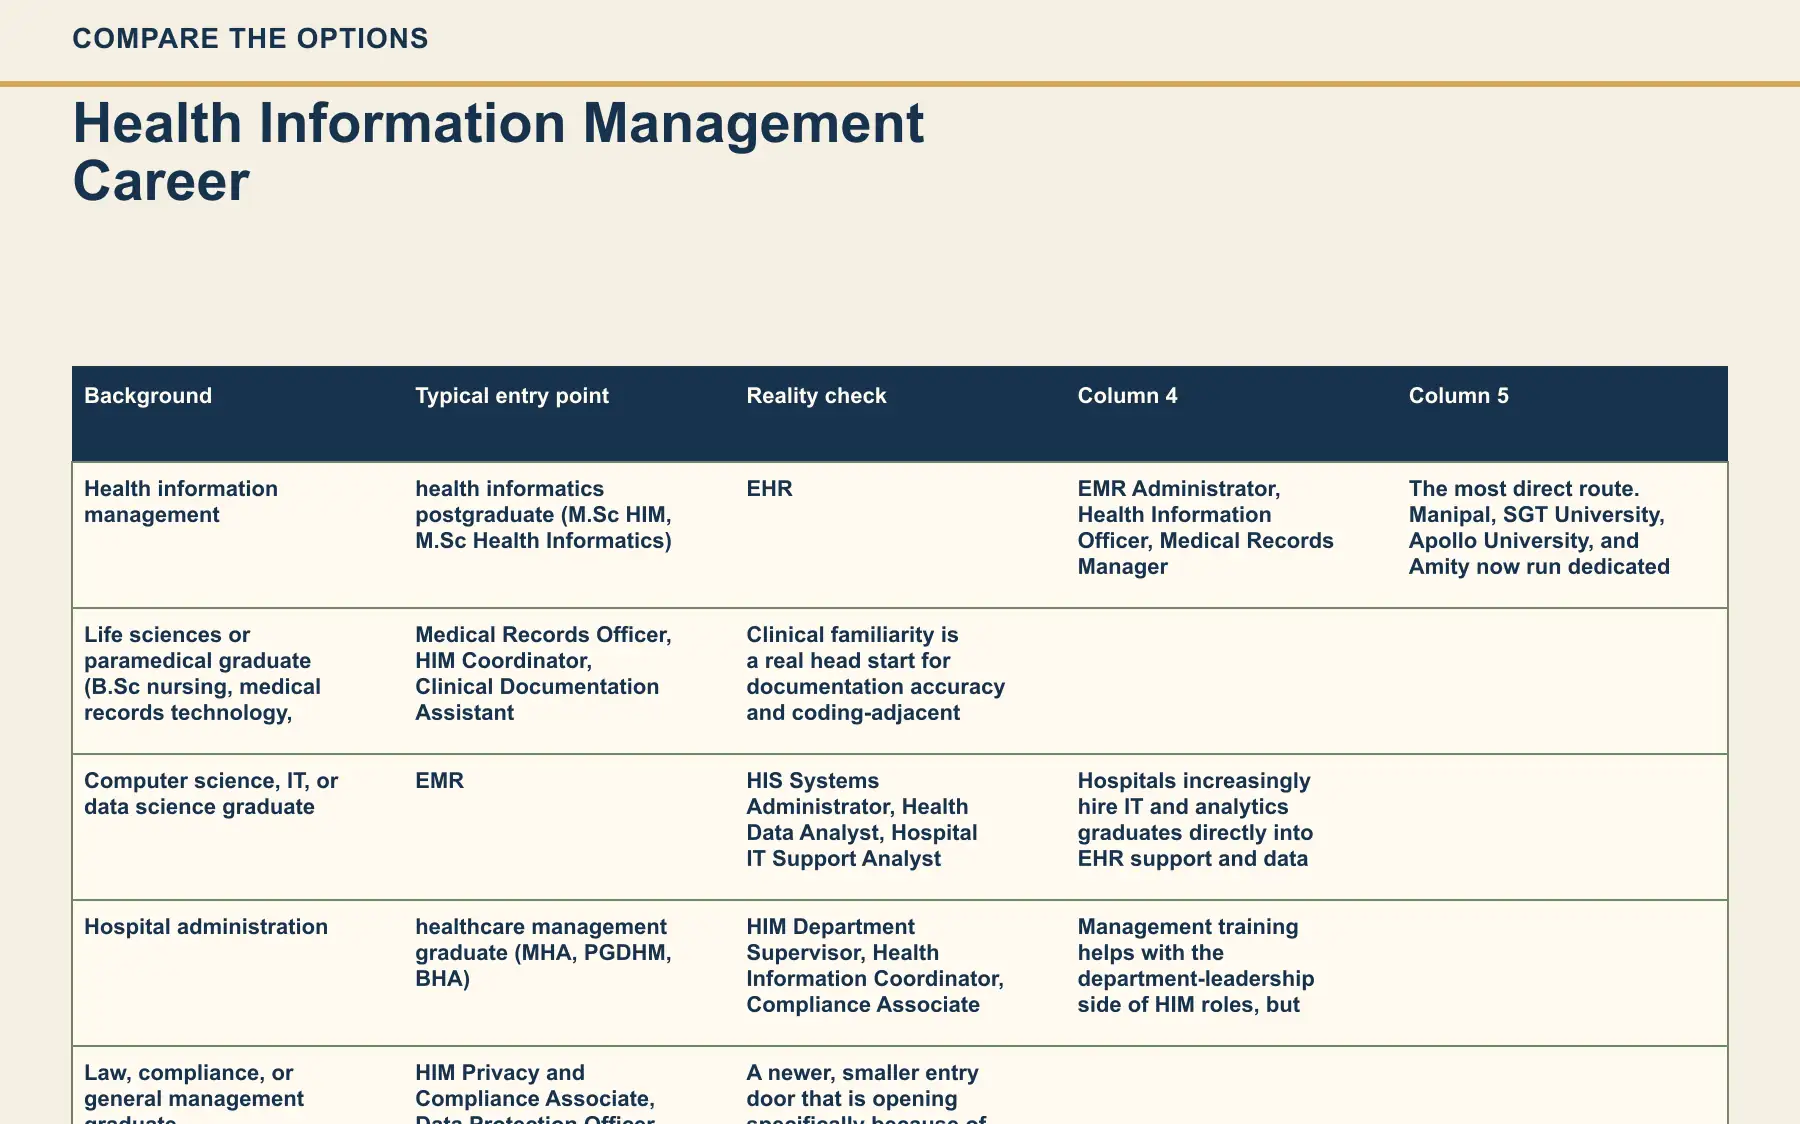 COMPARE THE OPTIONS
Health Information Management
Career
Background
Typical entry point
Reality check
Column 4
Column 5
Health information
management
health informatics
postgraduate (M.Sc HIM,
M.Sc Health Informatics)
EHR
EMR Administrator,
Health Information
Officer, Medical Records
Manager
The most direct route.
Manipal, SGT University,
Apollo University, and
Amity now run dedicated
Life sciences or
paramedical graduate
(B.Sc nursing, medical
records technology,
Medical Records Officer,
HIM Coordinator,
Clinical Documentation
Assistant
Clinical familiarity is
a real head start for
documentation accuracy
and coding-adjacent
Computer science, IT, or
data science graduate
EMR
HIS Systems
Administrator, Health
Data Analyst, Hospital
IT Support Analyst
Hospitals increasingly
hire IT and analytics
graduates directly into
EHR support and data
Hospital administration
healthcare management
graduate (MHA, PGDHM,
BHA)
HIM Department
Supervisor, Health
Information Coordinator,
Compliance Associate
Management training
helps with the
department-leadership
side of HIM roles, but
Law, compliance, or
general management
graduate
HIM Privacy and
Compliance Associate,
Data Protection Officer
A newer, smaller entry
door that is opening
specifically because of